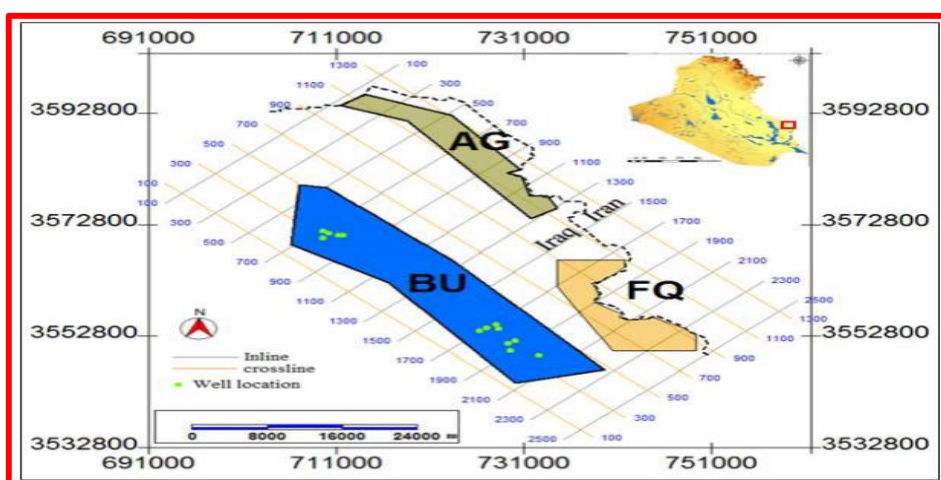 691000 711000 731000 751000
3592800 3592800
3572800 3572800
3552800 3552800
3532800 3532800
1300 100
1100 300
900 500
700 700
500 900
300 1100
100 1300
100 1500
300 1700
500 1900
700 2100
900 2300
1100 2500
1300 1300
1500 1100
1700 900
1900 700
2100 500
2300 300
2500 100
AG
BU
FQ
Iraq Iran
N
Inline
crossline
Well location
0 8000 16000 24000 m
691000 711000 731000 751000